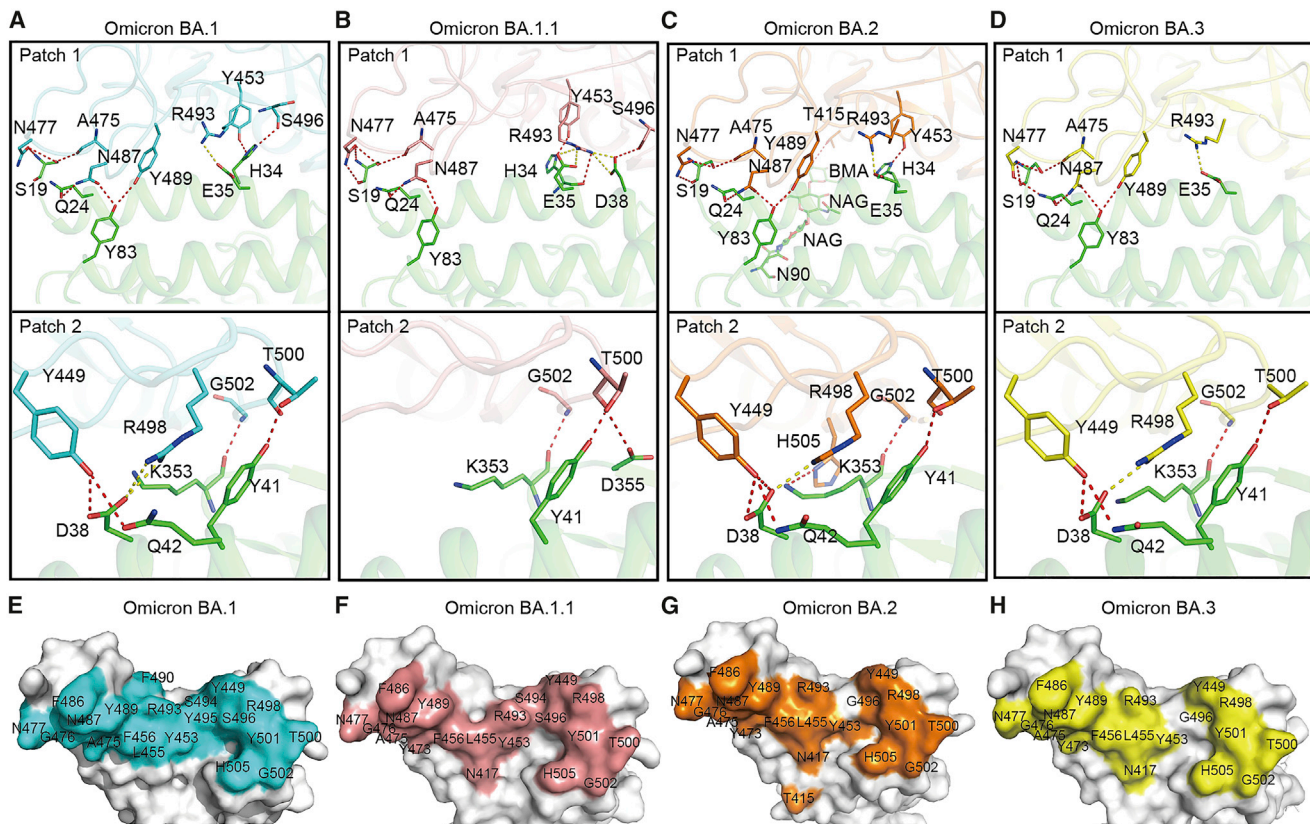 A Omicron BA.1
Patch 1
Y453
R493
S496
N477
A475
N487
H34
Y489
S19
Q24
E35
Y83
B Omicron BA.1.1
Patch 1
Y453
S496
R493
N477
A475
N487
H34
S19
Q24
E35
D38
Y83
C Omicron BA.2
Patch 1
T415
R493
A475
N477
Y489
Y453
N487
BMA
H34
S19
Q24
NAG
E35
Y83
NAG
N90
D Omicron BA.3
Patch 1
R493
N477
A475
N487
Y489
E35
S19
Q24
Y83
Patch 2
T500
Y449
G502
R498
K353
Y41
D38
Q42
Patch 2
T500
G502
K353
D355
Y41
Patch 2
T500
R498
G502
Y449
H505
K353
Y41
D38
Q42
Patch 2
T500
G502
Y449
R498
K353
Y41
D38
Q42
E Omicron BA.1
F490
Y449
F486
S494
R498
N477
N487
Y489
R493
Y495
S496
G476
A475
F456
Y453
Y501
T500
L455
H505
G502
F Omicron BA.1.1
Y449
F486
S494
R498
N477
N487
Y489
R493
S496
G476
A475
Y473
F456
L455
Y453
Y501
T500
N417
H505
G502
G Omicron BA.2
F486
Y449
Y489
R493
R498
N477
N487
G496
G476
A475
Y473
F456
L455
Y453
Y501
T500
N417
H505
G502
T415
H Omicron BA.3
F486
Y449
Y489
R493
R498
N477
N487
G496
G476
A475
Y473
F456
L455
Y453
Y501
T500
N417
H505
G502